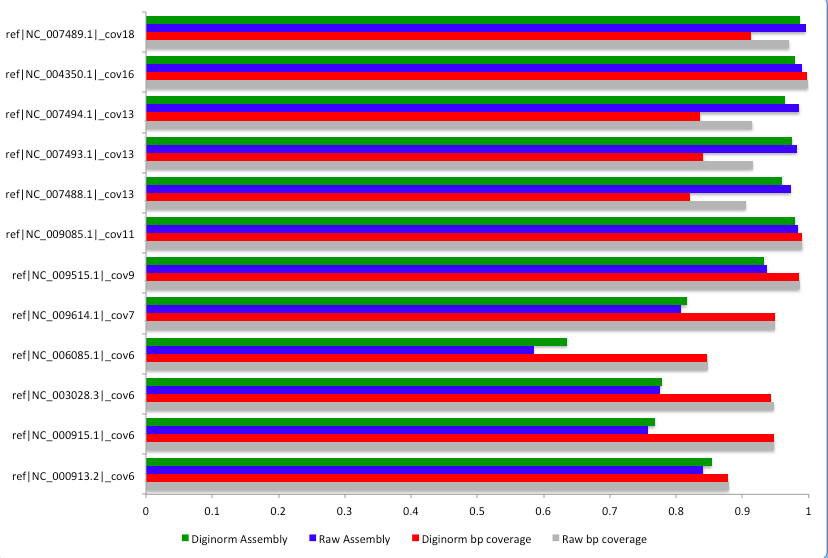 ref|NC_007489.1|_cov18
ref|NC_004350.1|_cov16
ref|NC_007494.1|_cov13
ref|NC_007493.1|_cov13
ref|NC_007488.1|_cov13
ref|NC_009085.1|_cov11
ref|NC_009515.1|_cov9
ref|NC_009614.1|_cov7
ref|NC_006085.1|_cov6
ref|NC_003028.3|_cov6
ref|NC_000915.1|_cov6
ref|NC_000913.2|_cov6
0 0.1 0.2 0.3 0.4 0.5 0.6 0.7 0.8 0.9 1
Diginorm Assembly Raw Assembly Diginorm bp coverage Raw bp coverage